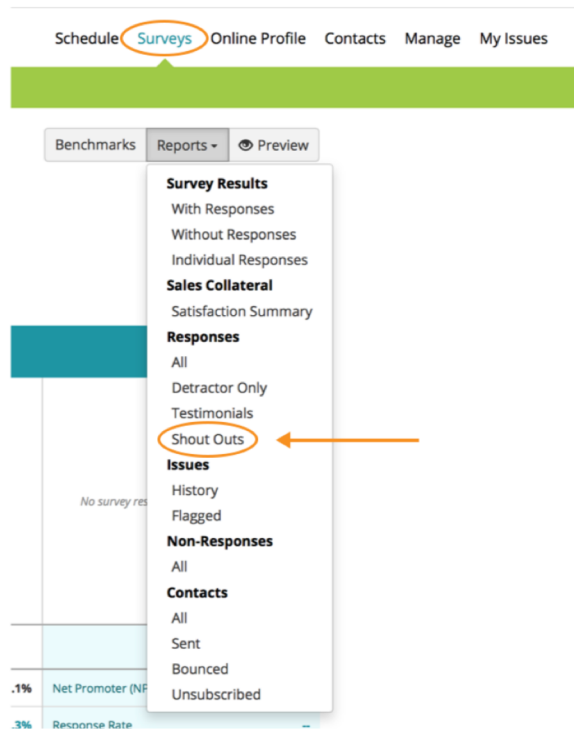 Schedule Surveys Online Profile Contacts Manage My Issues
Benchmarks Reports Preview
Survey Results
With Responses
Without Responses
Individual Responses
Sales Collateral
Satisfaction Summary
Responses
All
Detractor Only
Testimonials
Shout Outs
Issues
History
No survey res
Flagged
Non-Responses
All
Contacts
All
Sent
Bounced
.1% Net Promoter (NP
Unsubscribed
.3% Response Rate --